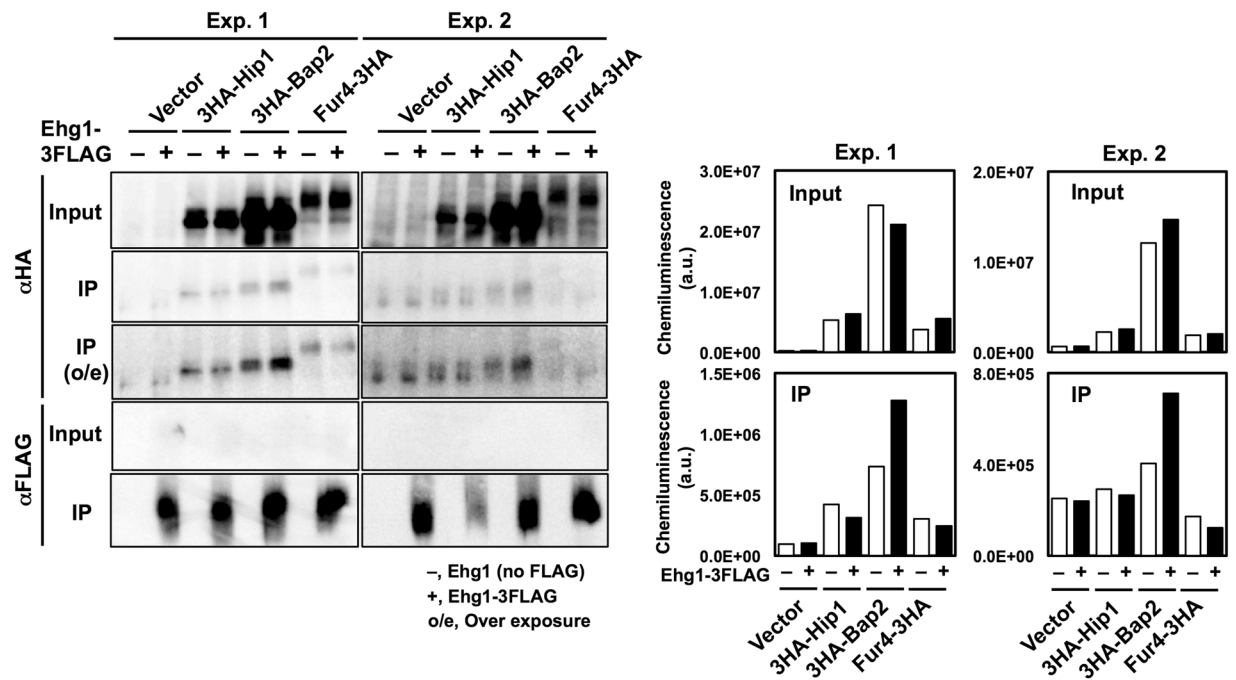 Exp. 1
Exp. 2
Vector
3HA-Hip1
3HA-Bap2
Fur4-3HA
Vector
3HA-Hip1
3HA-Bap2
Fur4-3HA
Ehg1-
3FLAG
– + – + – + – + – + – + – + – +
αHA
Input
IP
IP
(o/e)
αFLAG
Input
IP
–, Ehg1 (no FLAG)
+, Ehg1-3FLAG
o/e, Over exposure
Exp. 1
Exp. 2
Chemiluminescence
(a.u.)
3.0E+07
2.0E+07
1.0E+07
0.0E+00
Input
2.0E+07
1.0E+07
0.0E+00
Input
Chemiluminescence
(a.u.)
1.5E+06
1.0E+06
5.0E+05
0.0E+00
IP
8.0E+05
4.0E+05
0.0E+00
IP
Ehg1-3FLAG
– + – + – + – +
– + – + – + – +
Vector
3HA-Hip1
3HA-Bap2
Fur4-3HA
Vector
3HA-Hip1
3HA-Bap2
Fur4-3HA